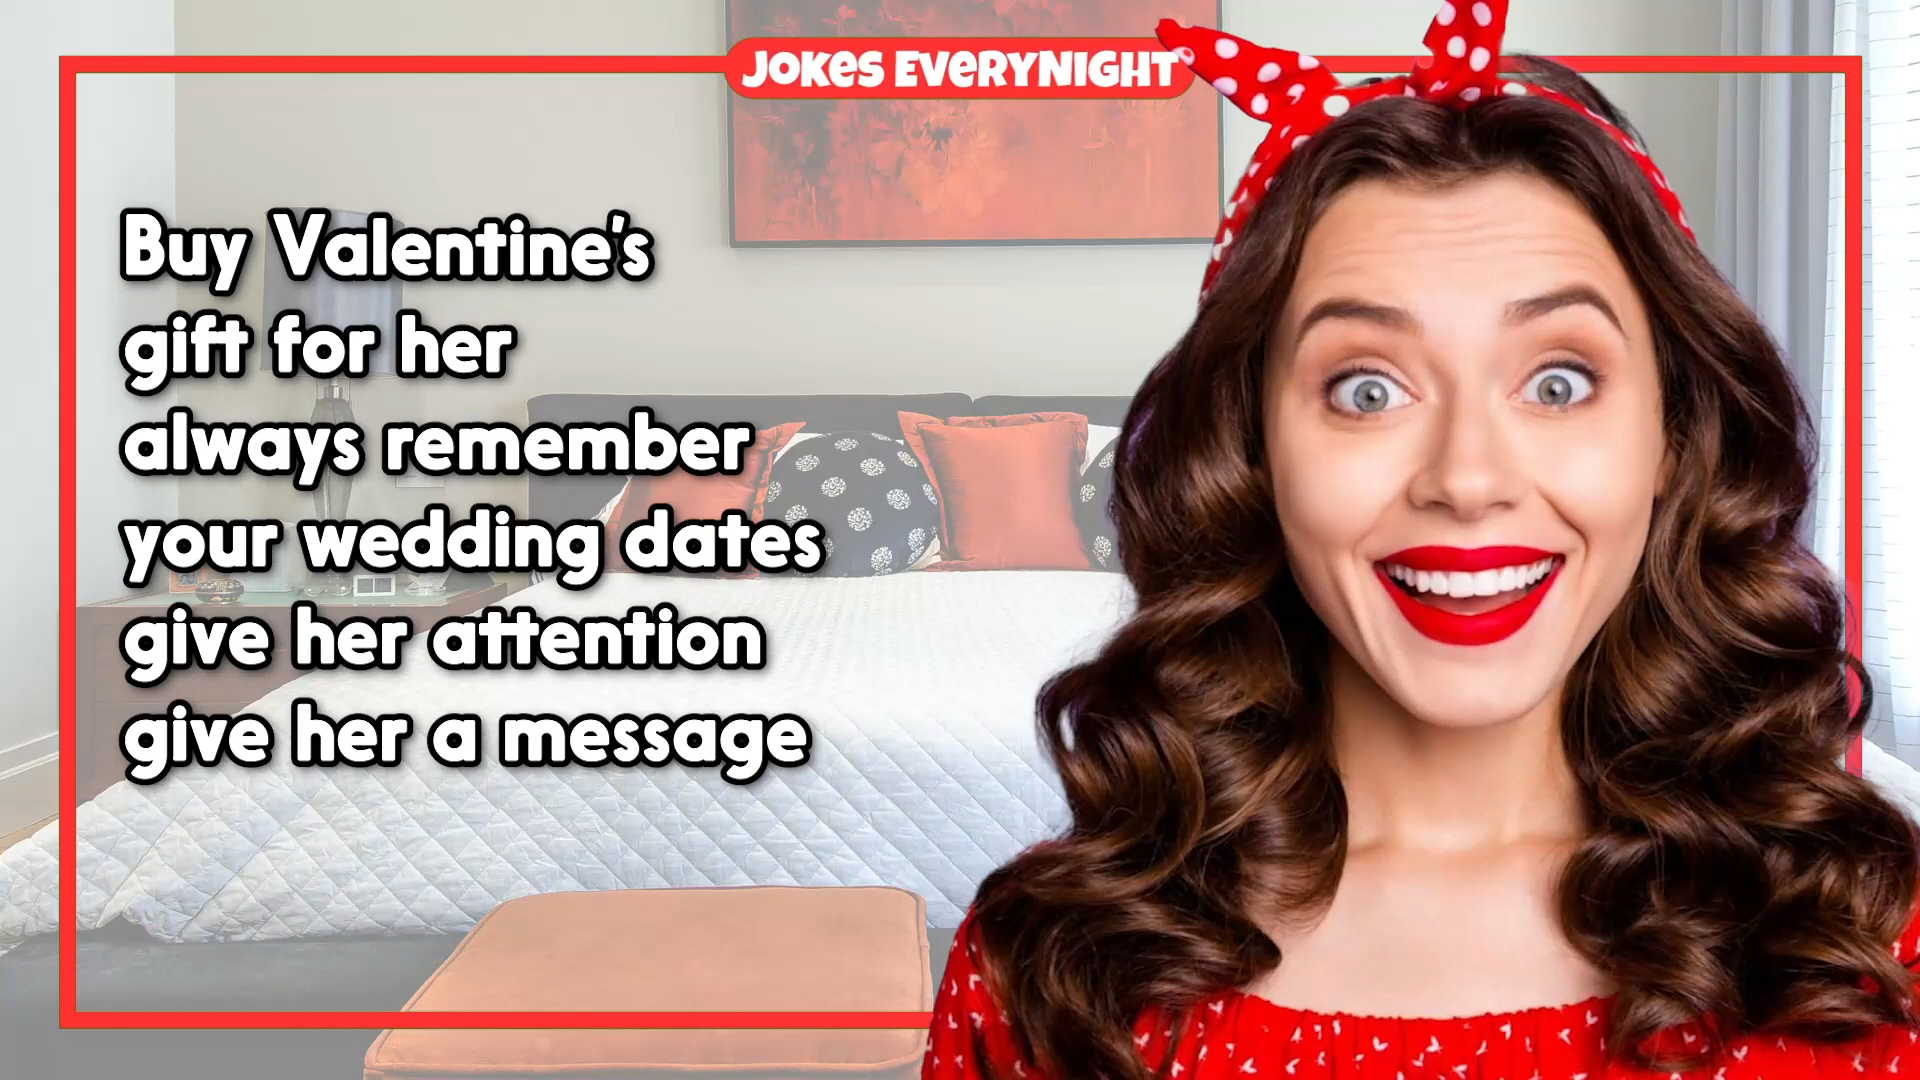 JOKES EVERYNIGHT
Buy Valentine's
gift for her
always remember
your wedding dates
give her attention
give her a message